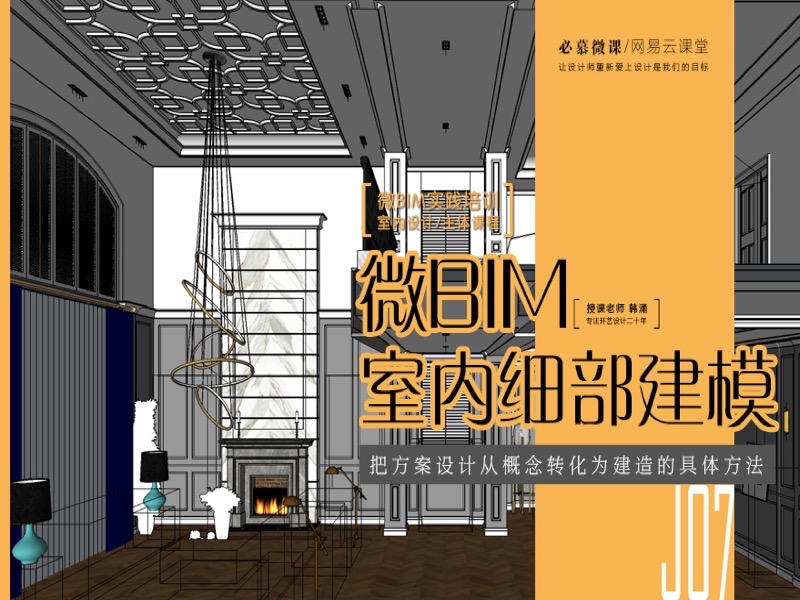 必慕微课/网易云课堂
让设计师重新爱上设计是我们的目标
微BIM实践培训
室内设计/主体课程
微BIM
授课老师 韩涌
专注环艺设计二十年
室内细部建模
把方案设计从概念转化为建造的具体方法
J07